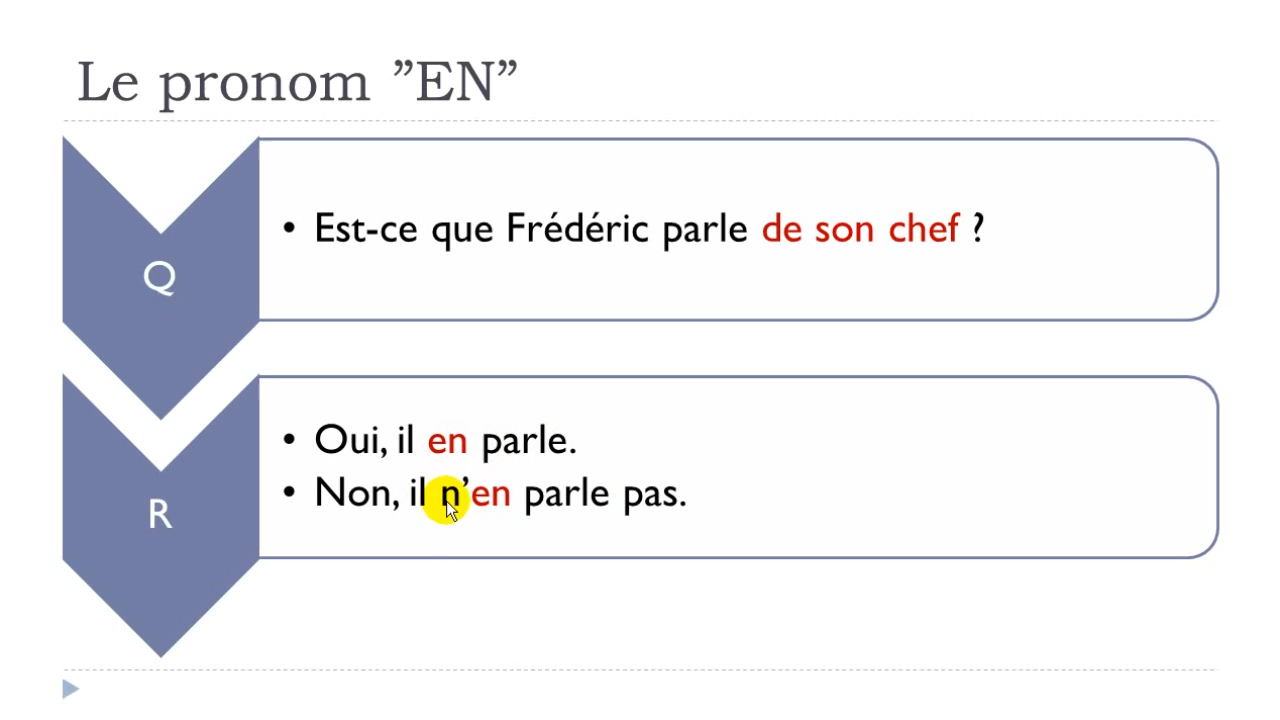 Le pronom ”EN”
Q
• Est-ce que Frédéric parle de son chef ?
R
• Oui, il en parle.
• Non, il n’en parle pas.